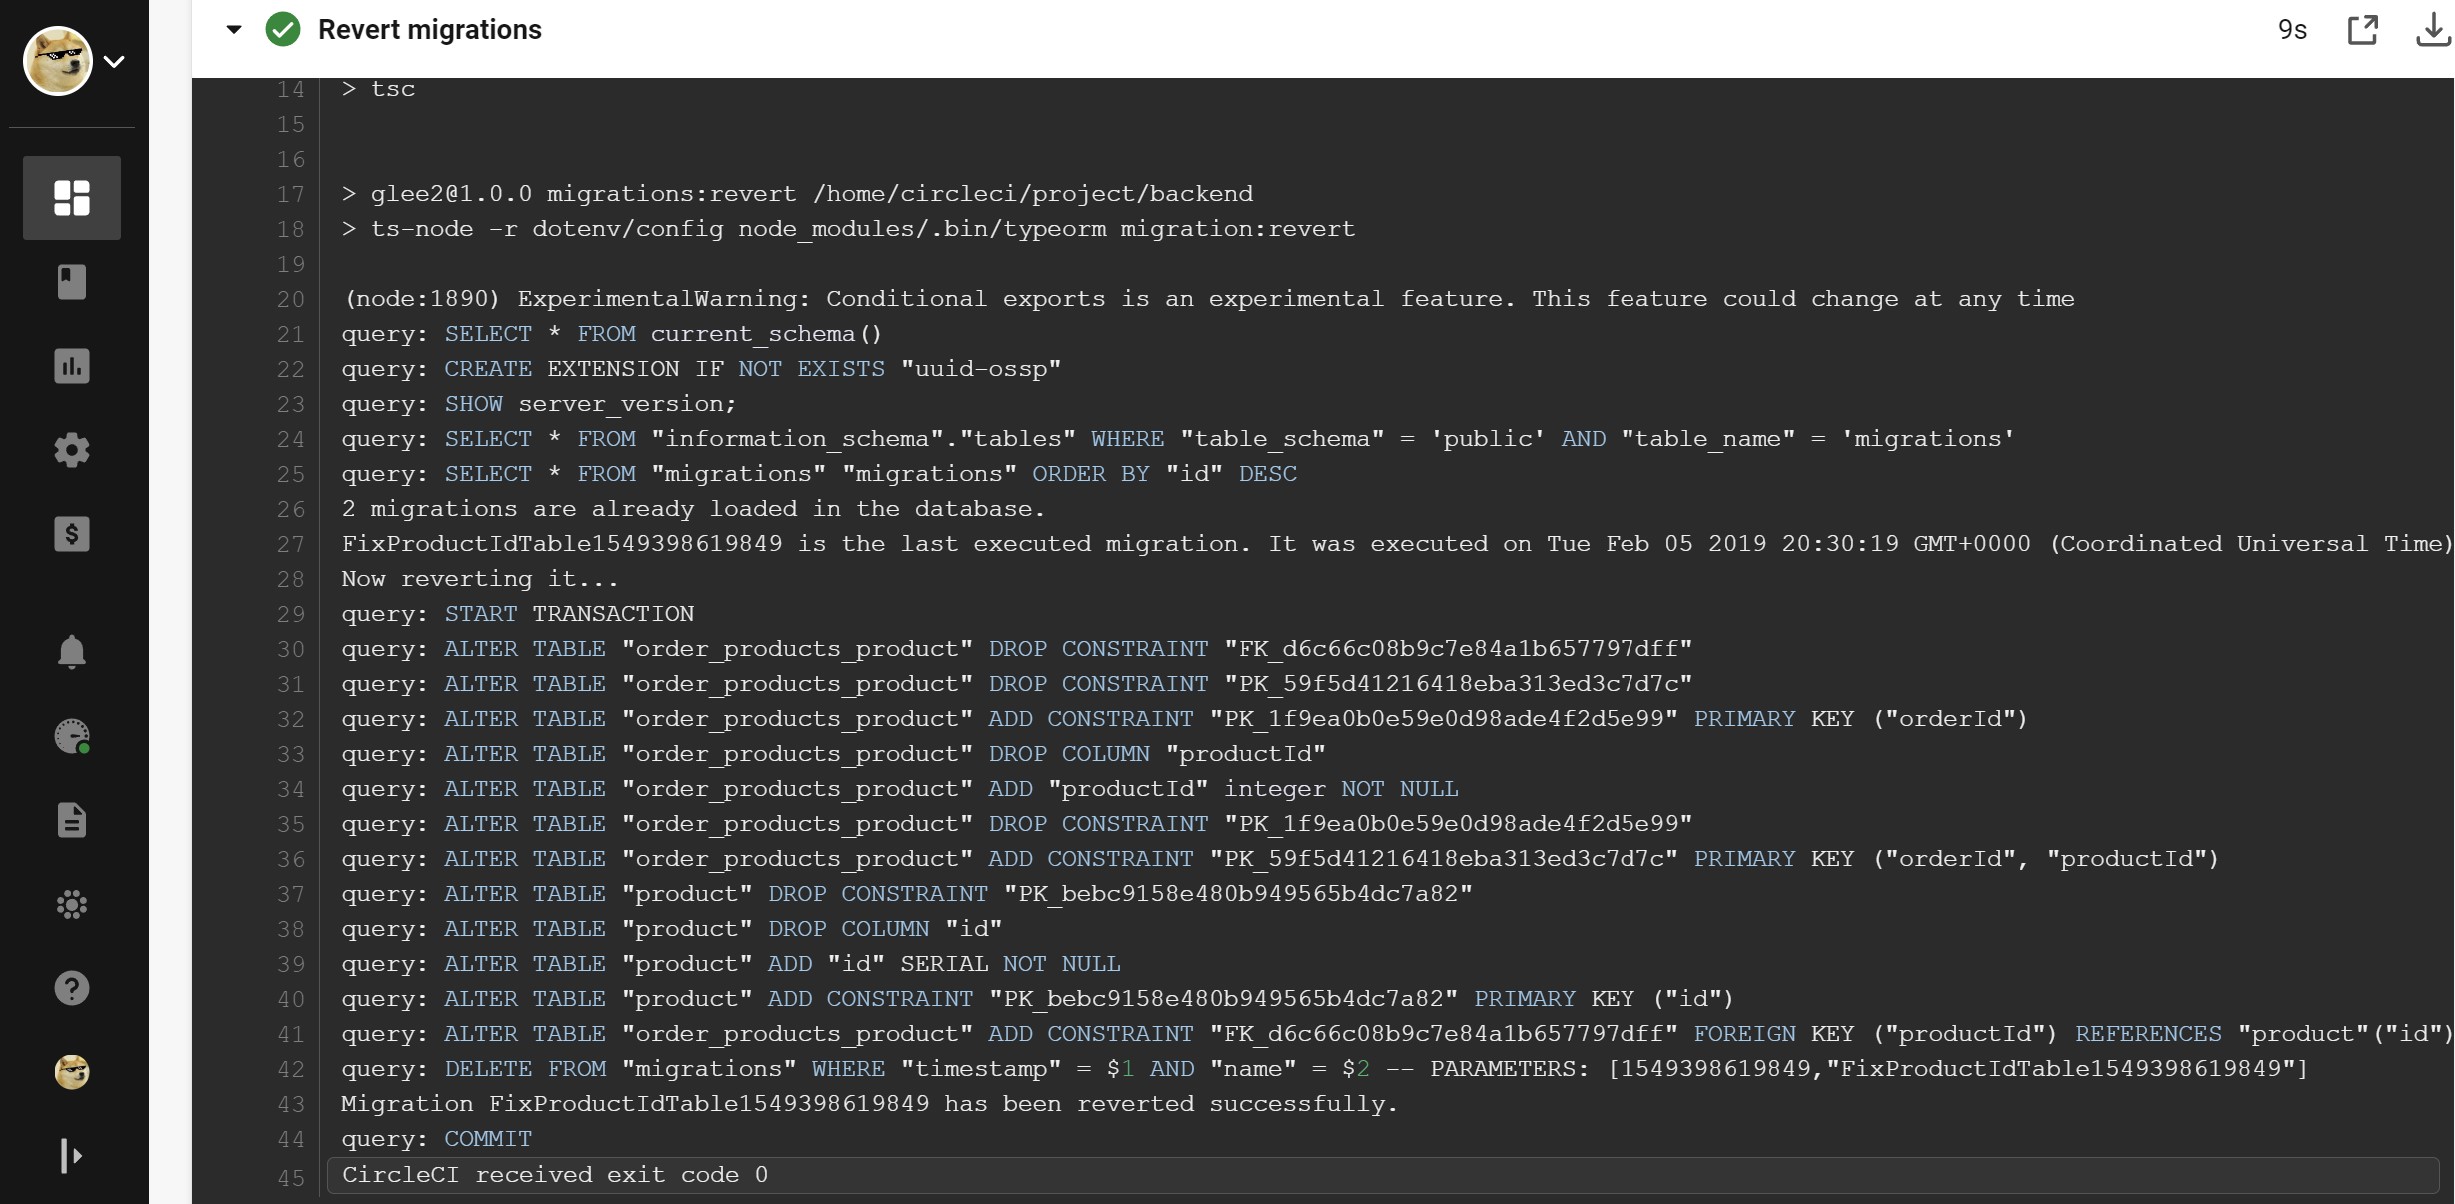 Revert migrations
9s
14 > tsc
15
16
17 > glee2@1.0.0 migrations:revert /home/circleci/project/backend
18 > ts-node -r dotenv/config node_modules/.bin/typeorm migration:revert
19
20 (node:1890) ExperimentalWarning: Conditional exports is an experimental feature. This feature could change at any time
21 query: SELECT * FROM current_schema()
22 query: CREATE EXTENSION IF NOT EXISTS "uuid-ossp"
23 query: SHOW server_version;
24 query: SELECT * FROM "information_schema"."tables" WHERE "table_schema" = 'public' AND "table_name" = 'migrations'
25 query: SELECT * FROM "migrations" "migrations" ORDER BY "id" DESC
26 2 migrations are already loaded in the database.
27 FixProductIdTable1549398619849 is the last executed migration. It was executed on Tue Feb 05 2019 20:30:19 GMT+0000 (Coordinated Universal Time)
28 Now reverting it...
29 query: START TRANSACTION
30 query: ALTER TABLE "order_products_product" DROP CONSTRAINT "FK_d6c66c08b9c7e84a1b657797dff"
31 query: ALTER TABLE "order_products_product" DROP CONSTRAINT "PK_59f5d41216418eba313ed3c7d7c"
32 query: ALTER TABLE "order_products_product" ADD CONSTRAINT "PK_1f9ea0b0e59e0d98ade4f2d5e99" PRIMARY KEY ("orderId")
33 query: ALTER TABLE "order_products_product" DROP COLUMN "productId"
34 query: ALTER TABLE "order_products_product" ADD "productId" integer NOT NULL
35 query: ALTER TABLE "order_products_product" DROP CONSTRAINT "PK_1f9ea0b0e59e0d98ade4f2d5e99"
36 query: ALTER TABLE "order_products_product" ADD CONSTRAINT "PK_59f5d41216418eba313ed3c7d7c" PRIMARY KEY ("orderId", "productId")
37 query: ALTER TABLE "product" DROP CONSTRAINT "PK_bebc9158e480b949565b4dc7a82"
38 query: ALTER TABLE "product" DROP COLUMN "id"
39 query: ALTER TABLE "product" ADD "id" SERIAL NOT NULL
40 query: ALTER TABLE "product" ADD CONSTRAINT "PK_bebc9158e480b949565b4dc7a82" PRIMARY KEY ("id")
41 query: ALTER TABLE "order_products_product" ADD CONSTRAINT "FK_d6c66c08b9c7e84a1b657797dff" FOREIGN KEY ("productId") REFERENCES "product"("id")
42 query: DELETE FROM "migrations" WHERE "timestamp" = $1 AND "name" = $2 -- PARAMETERS: [1549398619849,"FixProductIdTable1549398619849"]
43 Migration FixProductIdTable1549398619849 has been reverted successfully.
44 query: COMMIT
45 CircleCI received exit code 0